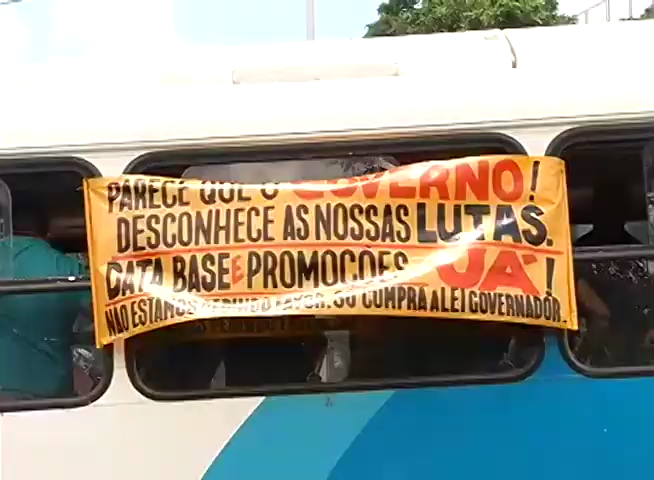 PARECE QUE O GOVERNO!
DESCONHECE AS NOSSAS LUTAS.
DATA BASE E PROMOÇÕES JÁ!
NÃO ESTAMOS PEDINDO FAVOR. SÓ CUMPRA A LEI GOVERNADOR.